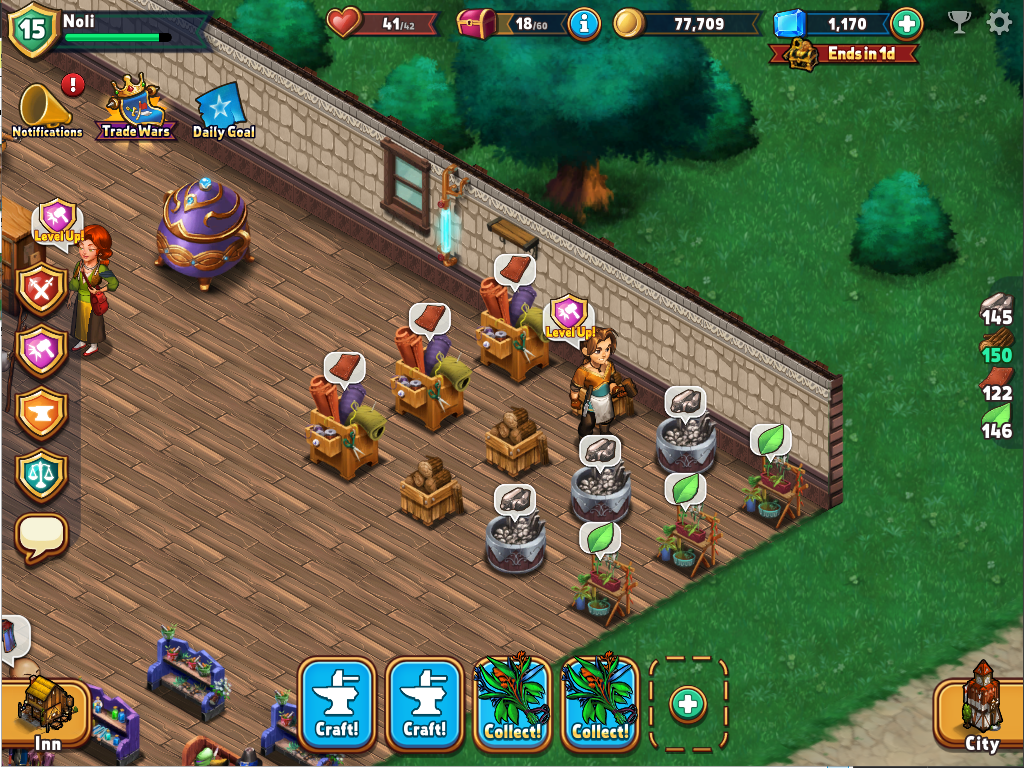 15
Noli
41/42
18/60
i
77,709
1,170
Ends in 1d
!
Notifications
Trade Wars
Daily Goal
Level Up!
Level Up!
145
150
122
146
Craft!
Craft!
Collect!
Collect!
Inn
City